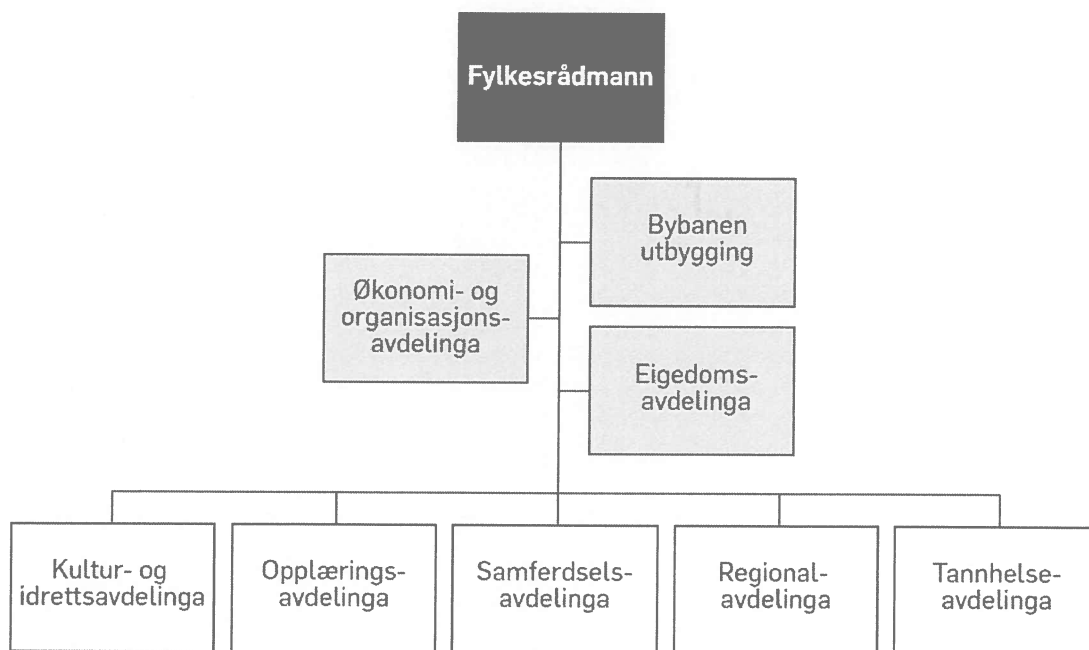 Fylkesrådmann
Bybanen
utbygging
Økonomi- og
organisasjons-
avdelinga
Eigedoms-
avdelinga
Kultur- og
idrettsavdelinga
Opplærings-
avdelinga
Samferdsels-
avdelinga
Regional-
avdelinga
Tannhelse-
avdelinga